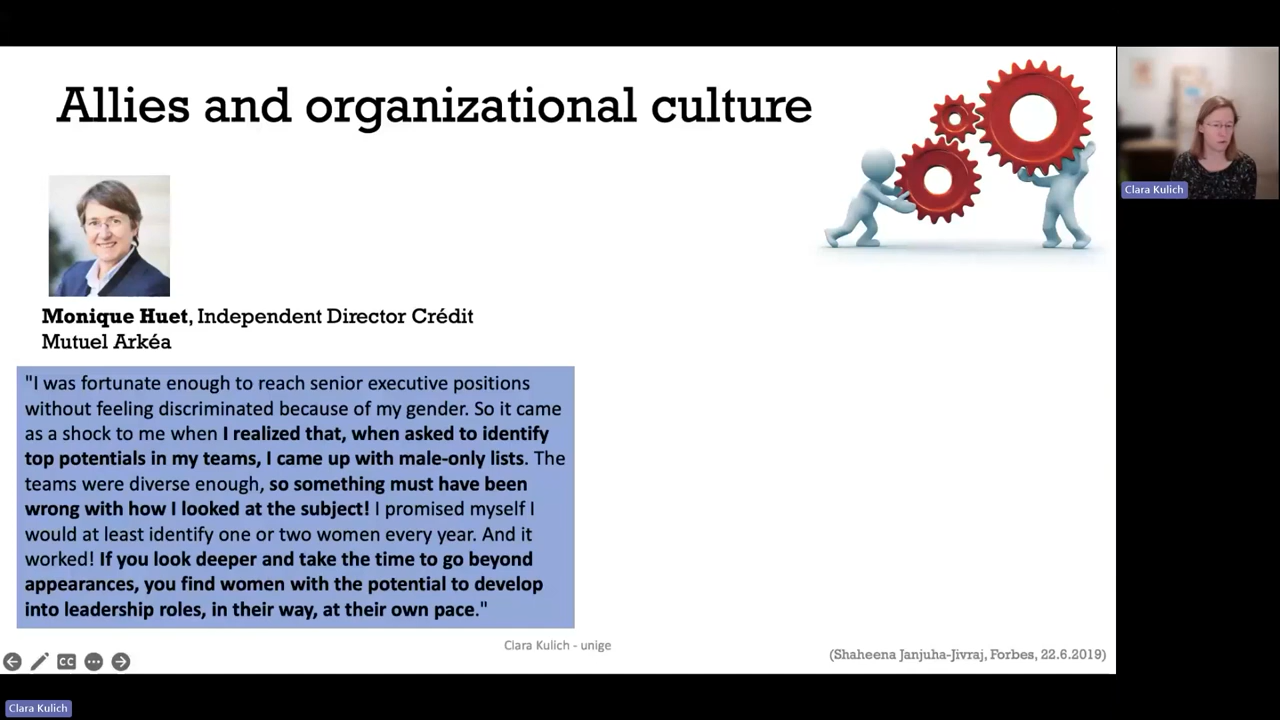 Allies and organizational culture
Clara Kulich
Monique Huet, Independent Director Crédit
Mutuel Arkéa
"I was fortunate enough to reach senior executive positions
without feeling discriminated because of my gender. So it came
as a shock to me when I realized that, when asked to identify
top potentials in my teams, I came up with male-only lists. The
teams were diverse enough, so something must have been
wrong with how I looked at the subject! I promised myself I
would at least identify one or two women every year. And it
worked! If you look deeper and take the time to go beyond
appearances, you find women with the potential to develop
into leadership roles, in their way, at their own pace."
Clara Kulich - unige
(Shaheena Janjuha-Jivraj, Forbes, 22.6.2019)
CC
Clara Kulich